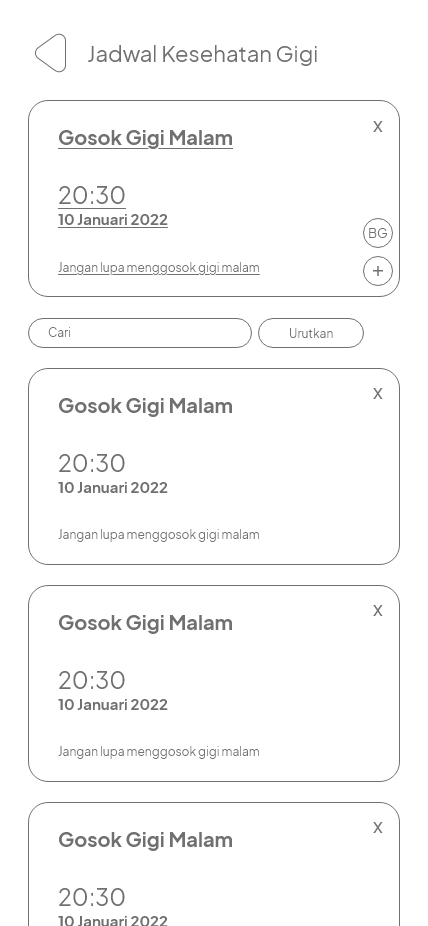 Jadwal Kesehatan Gigi
X
Gosok Gigi Malam
20:30
10 Januari 2022
BG
+
Jangan lupa menggosok gigi malam
Cari
Urutkan
X
Gosok Gigi Malam
20:30
10 Januari 2022
Jangan lupa menggosok gigi malam
X
Gosok Gigi Malam
20:30
10 Januari 2022
Jangan lupa menggosok gigi malam
X
Gosok Gigi Malam
20:30
10 Januari 2022